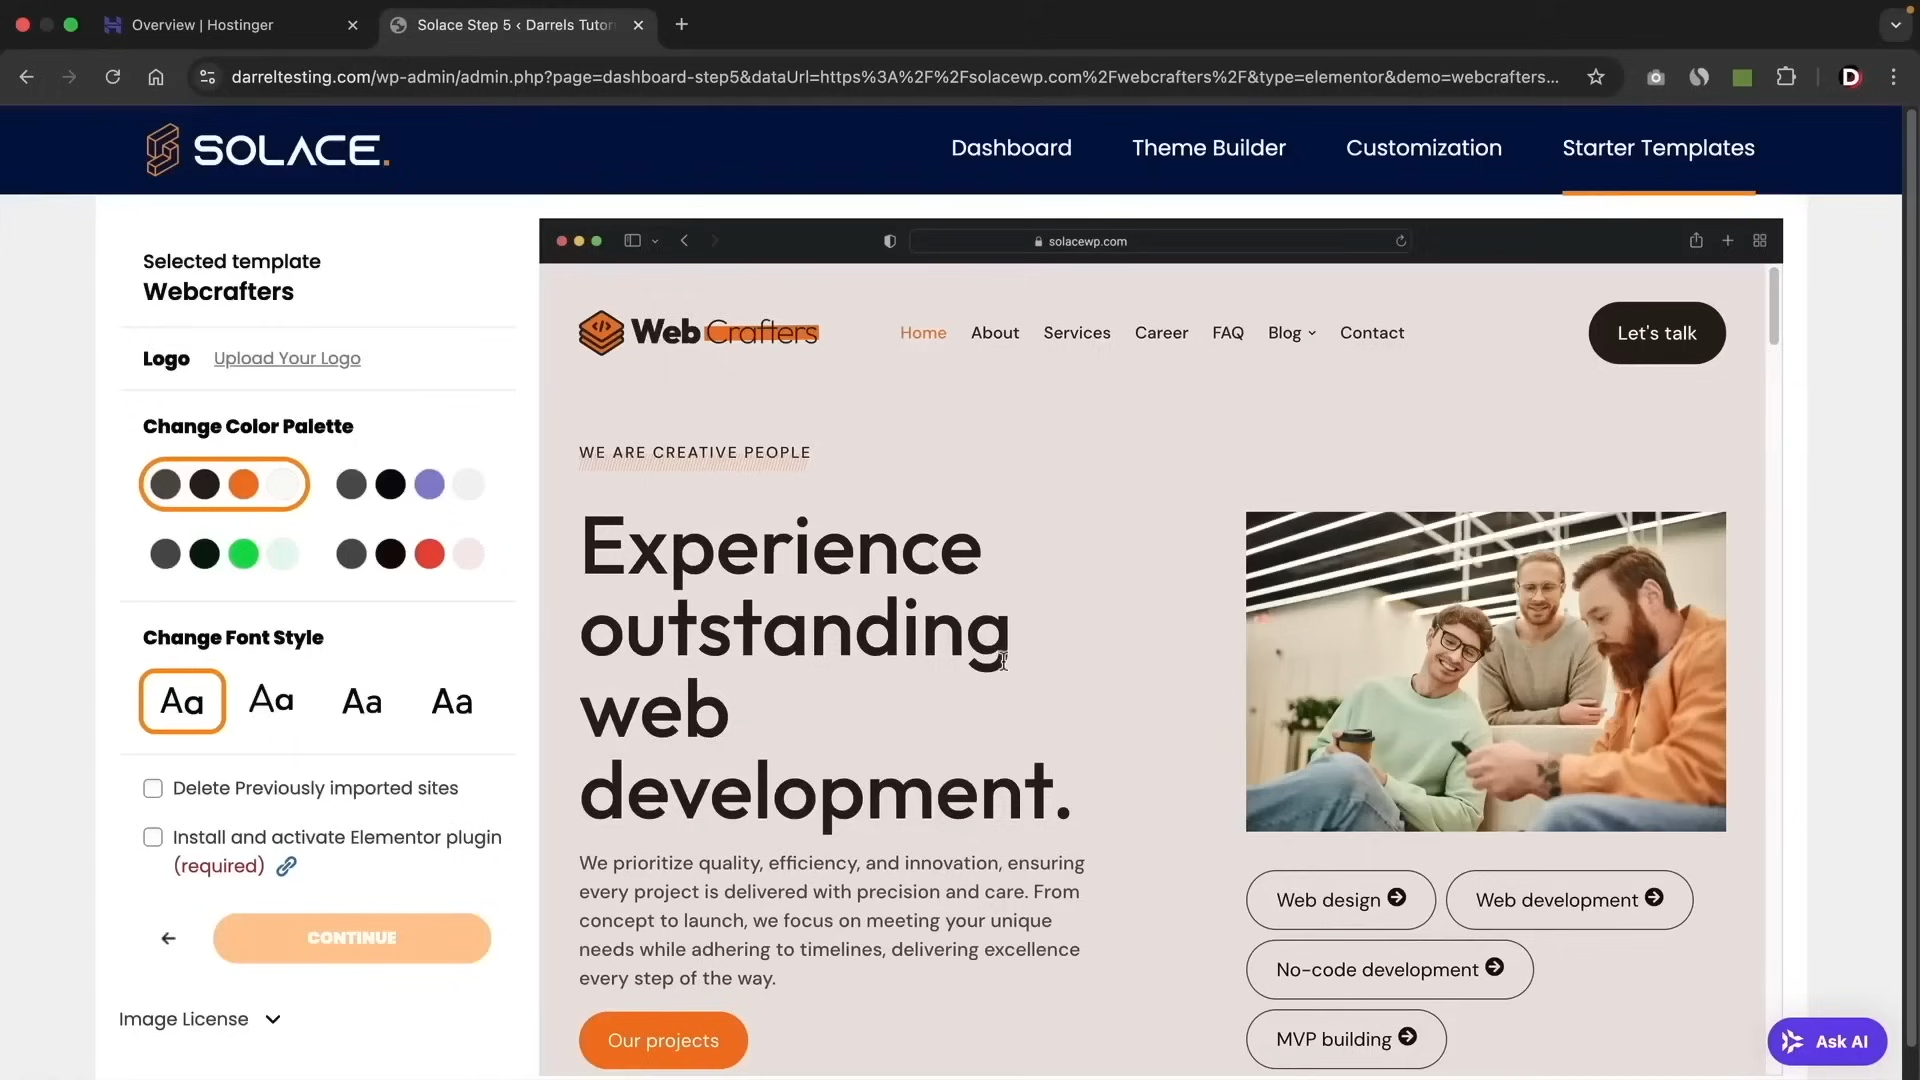 Overview | Hostinger
Solace Step 5 ‹ Darrels Tutor
darreltesting.com/wp-admin/admin.php?page=dashboard-step5&dataUrl=https%3A%2F%2Fsolacewp.com%2Fwebcrafters%2F&type=elementor&demo=webcrafters...
D
SOLACE.
Dashboard
Theme Builder
Customization
Starter Templates
Selected template
Webcrafters
Logo Upload Your Logo
Change Color Palette
Change Font Style
Aa Aa Aa Aa
Delete Previously imported sites
Install and activate Elementor plugin
(required)
CONTINUE
Image License
solacewp.com
Web Crafters
Home About Services Career FAQ Blog Contact
Let's talk
WE ARE CREATIVE PEOPLE
Experience
outstanding
web
development.
We prioritize quality, efficiency, and innovation, ensuring
every project is delivered with precision and care. From
concept to launch, we focus on meeting your unique
needs while adhering to timelines, delivering excellence
every step of the way.
Our projects
Web design
Web development
No-code development
MVP building
Ask AI